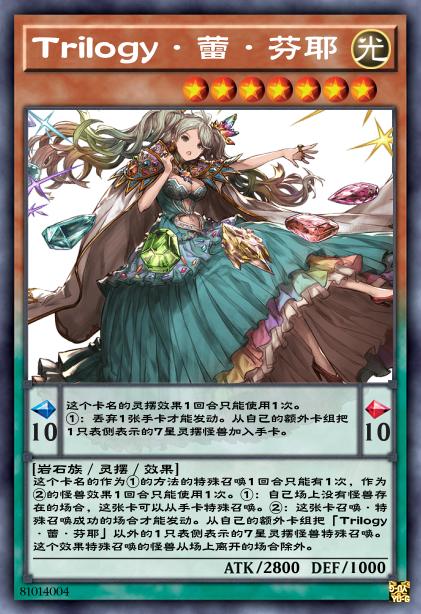 Trilogy·蕾·芬耶
光
这个卡名的灵摆效果1回合只能使用1次。
①：丢弃1张手卡才能发动。从自己的额外卡组把
1只表侧表示的7星灵摆怪兽加入手卡。
10
10
[岩石族 / 灵摆 / 效果]
这个卡名的作为①的方法的特殊召唤1回合只能有1次，作为
②的怪兽效果1回合只能使用1次。①：自己场上没有怪兽存
在的场合，这张卡可以从手卡特殊召唤。②：这张卡召唤·特
殊召唤成功的场合才能发动。从自己的额外卡组把「Trilogy
·蕾·芬耶」以外的1只表侧表示的7星灵摆怪兽特殊召唤。
这个效果特殊召唤的怪兽从场上离开的场合除外。
ATK/2800 DEF/1000
81014004